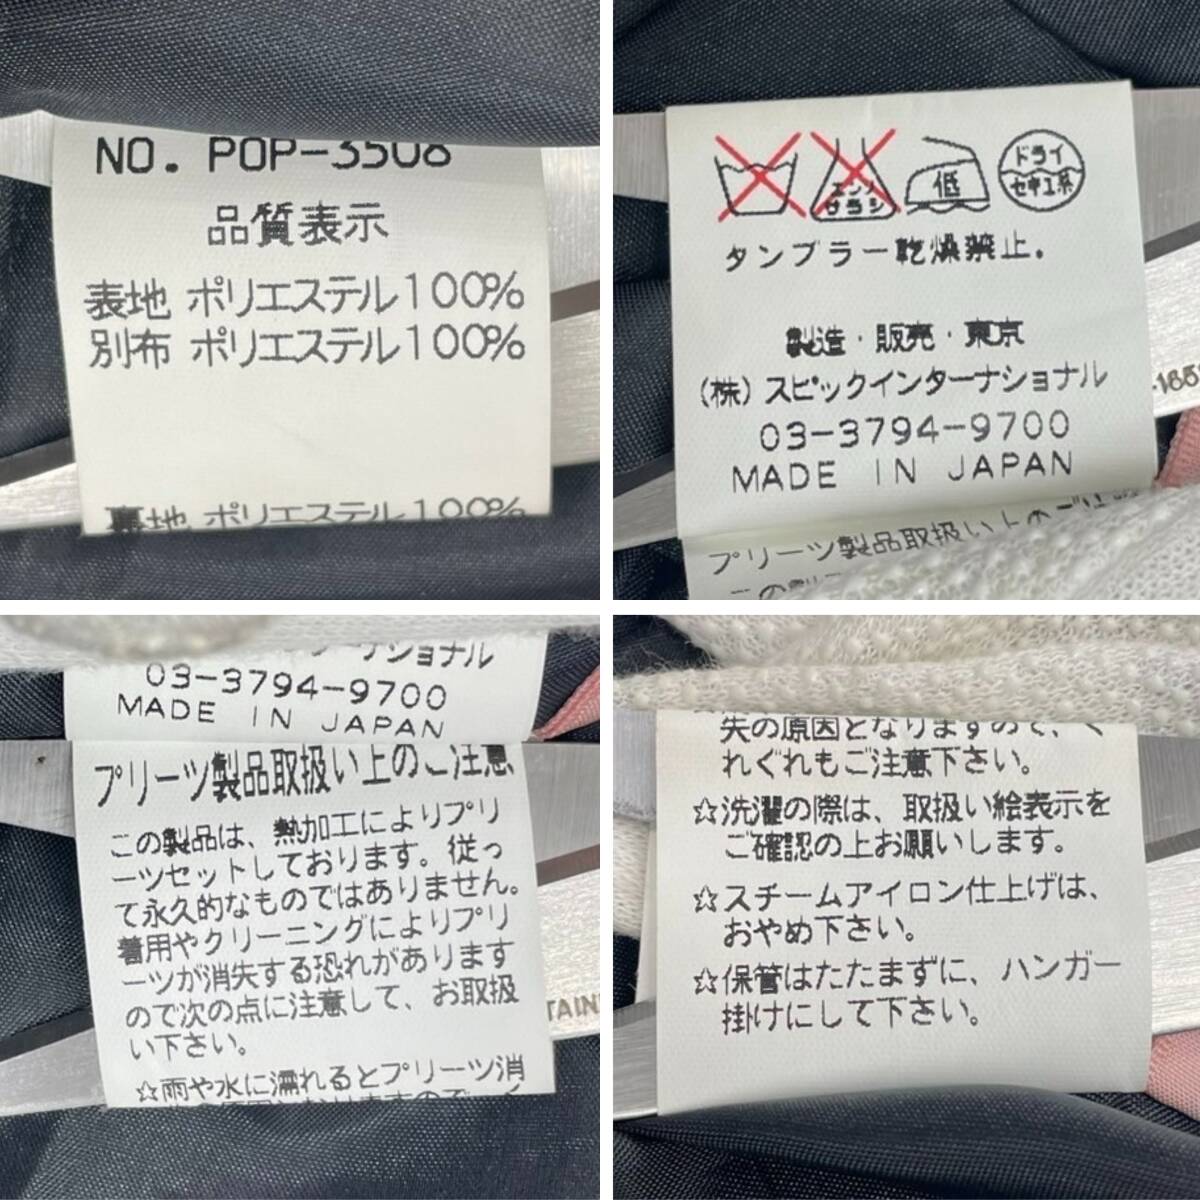 NO. POP-3508
品質表示
表地 ポリエステル100%
別布 ポリエステル100%
裏地 ポリエステル100%
エンソ
サラシ
低
ドライ
セキユ系
タンブラー乾燥禁止.
製造・販売・東京
(株) スピックインターナショナル
03-3794-9700
MADE IN JAPAN
プリーツ製品取扱い上のご注
この製
ナショナル
03-3794-9700
MADE IN JAPAN
プリーツ製品取扱い上のご注意
この製品は、熱加工によりプリ
ーツセットしております。従っ
て永久的なものではありません。
着用やクリーニングによりプリ
ーツが消失する恐れがあります
ので次の点に注意して、お取扱
い下さい。
☆雨や水に濡れるとプリーツ消
失の原因となりますので、く
れぐれもご注意下さい。
☆洗濯の際は、取扱い絵表示を
ご確認の上お願いします。
☆スチームアイロン仕上げは、
おやめ下さい。
☆保管はたたまずに、ハンガー
掛けにして下さい。